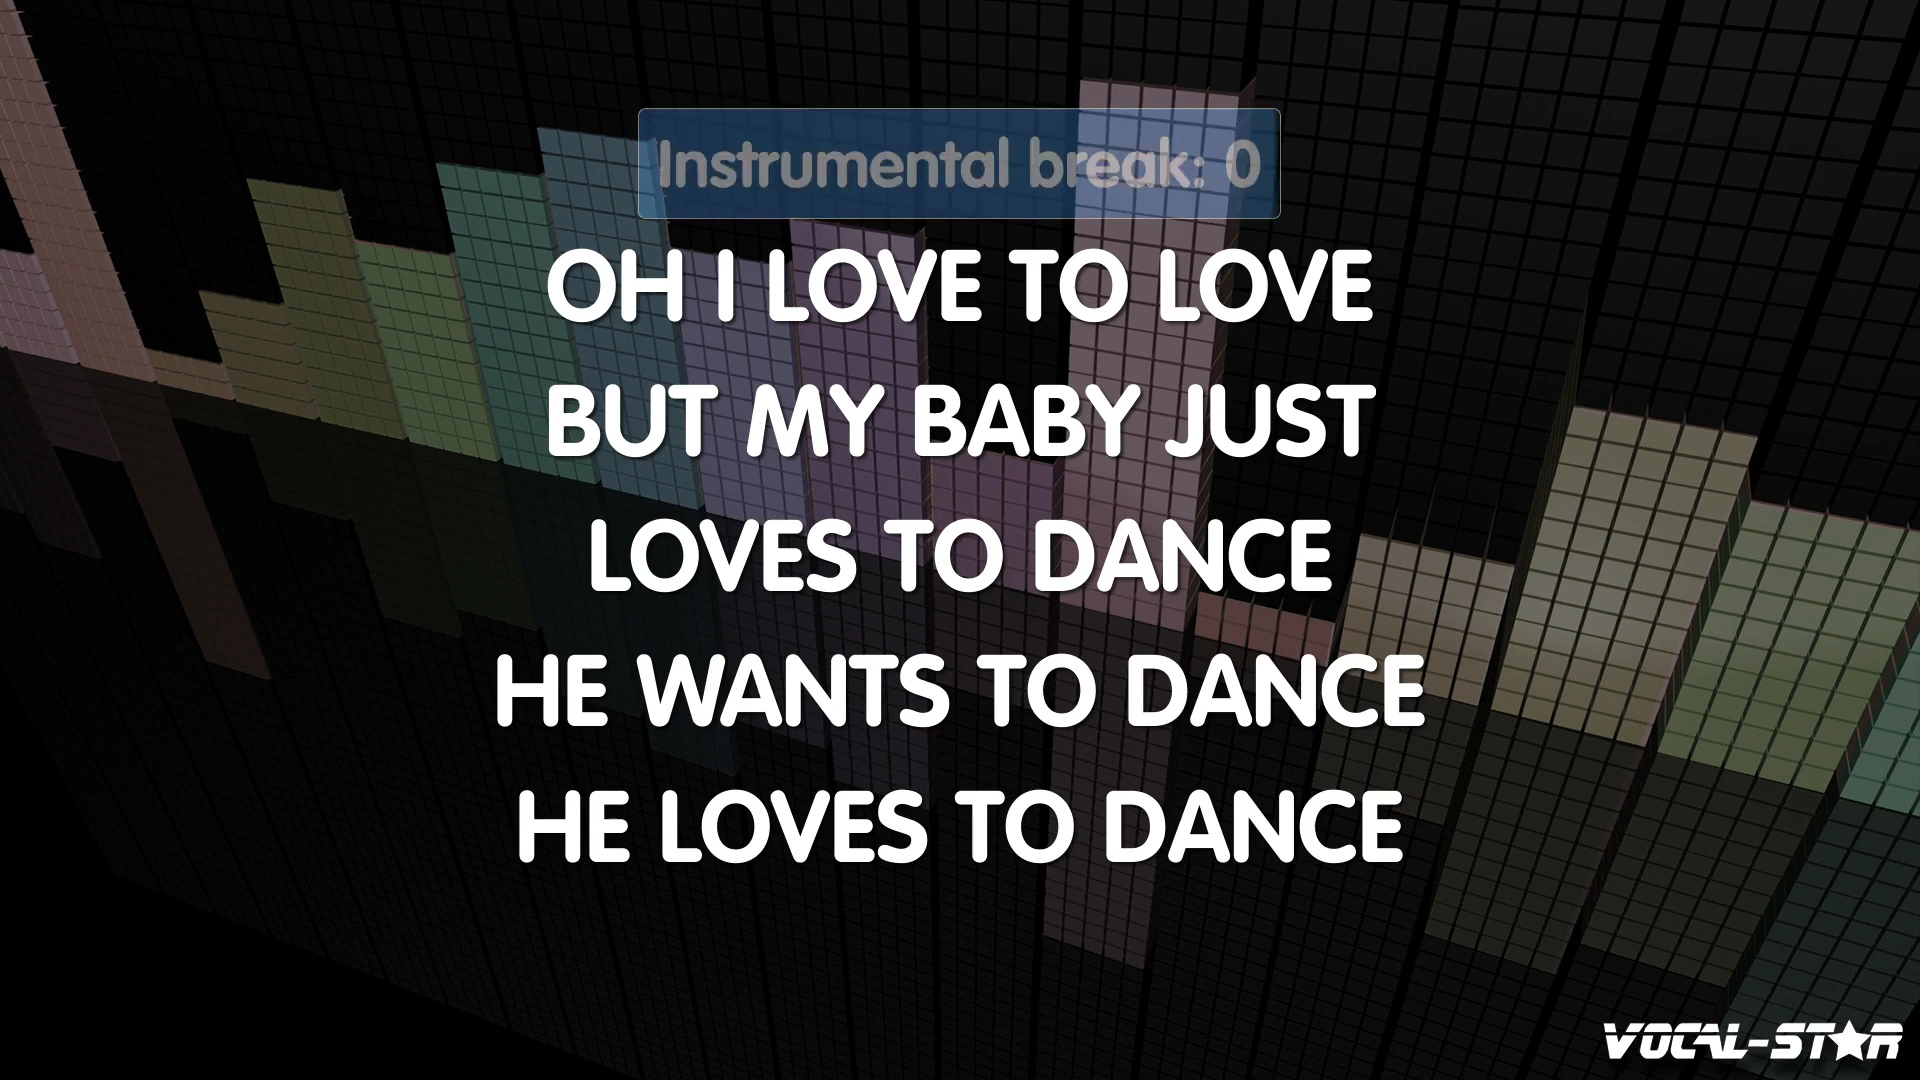 Instrumental break: 0
OH I LOVE TO LOVE
BUT MY BABY JUST
LOVES TO DANCE
HE WANTS TO DANCE
HE LOVES TO DANCE
VOCAL-STAR